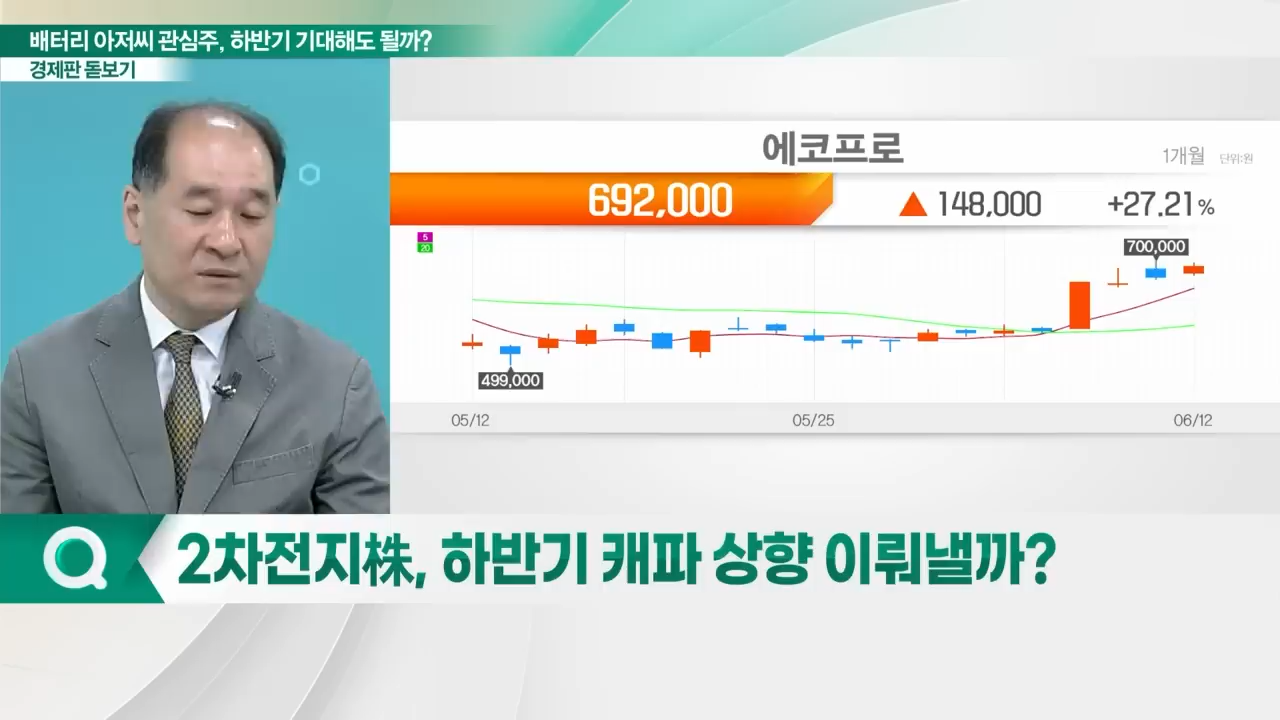 배터리 아저씨 관심주, 하반기 기대해도 될까?
경제판 돋보기
에코프로
1개월 단위:원
692,000 ▲ 148,000 +27.21%
5
20
700,000
499,000
05/12 05/25 06/12
2차전지株, 하반기 캐파 상향 이뤄낼까?